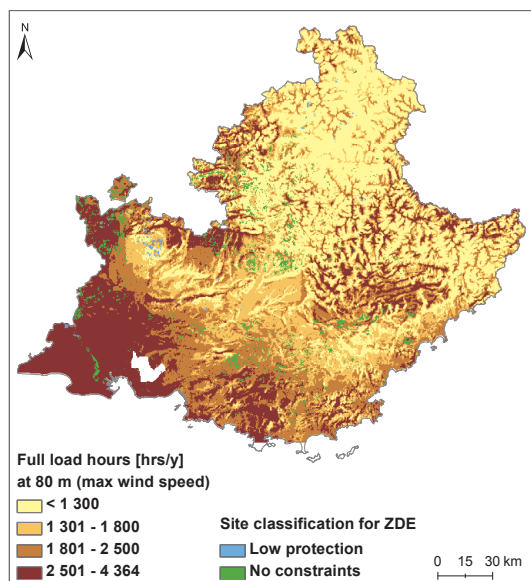 N
Full load hours [hrs/y]
at 80 m (max wind speed)
< 1 300
1 301 - 1 800
1 801 - 2 500
2 501 - 4 364
Site classification for ZDE
Low protection
No constraints
0 15 30 km